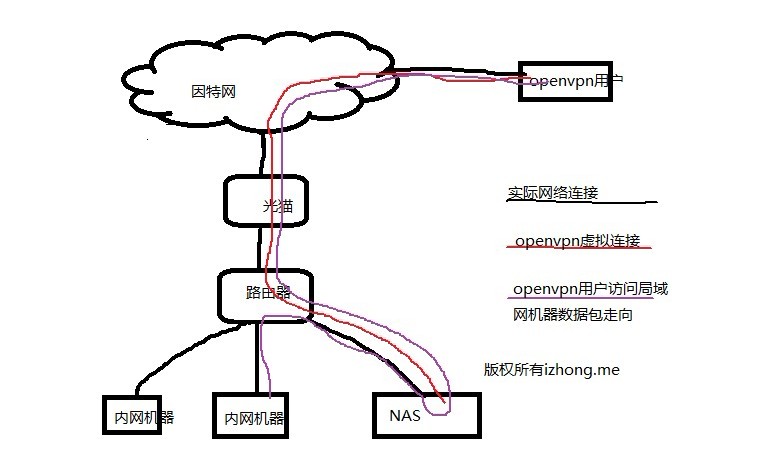 因特网
openvpn用户
光猫
实际网络连接
openvpn虚拟连接
路由器
openvpn用户访问局域
网机器数据包走向
版权所有izhong.me
内网机器
内网机器
NAS